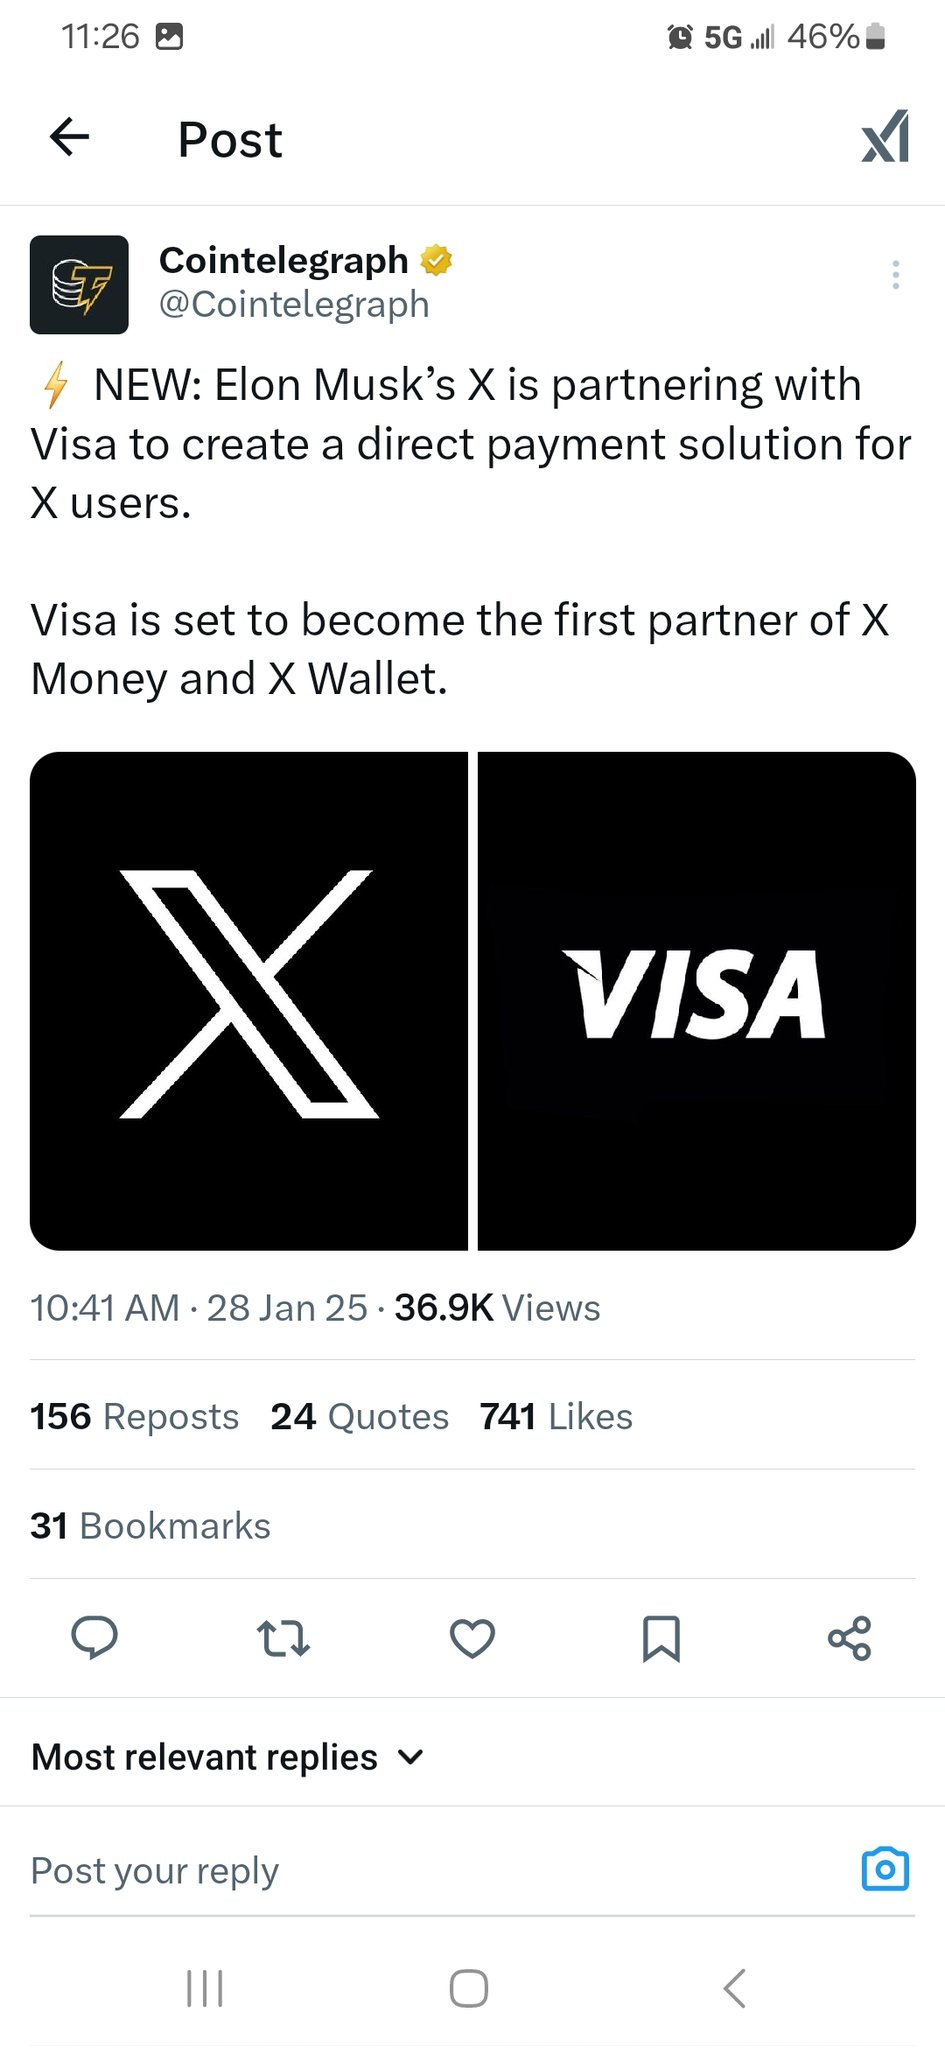 11:26 5G 46%
Post
Cointelegraph
@Cointelegraph
⚡ NEW: Elon Musk’s X is partnering with
Visa to create a direct payment solution for
X users.
Visa is set to become the first partner of X
Money and X Wallet.
VISA
10:41 AM · 28 Jan 25 · 36.9K Views
156 Reposts 24 Quotes 741 Likes
31 Bookmarks
Most relevant replies
Post your reply